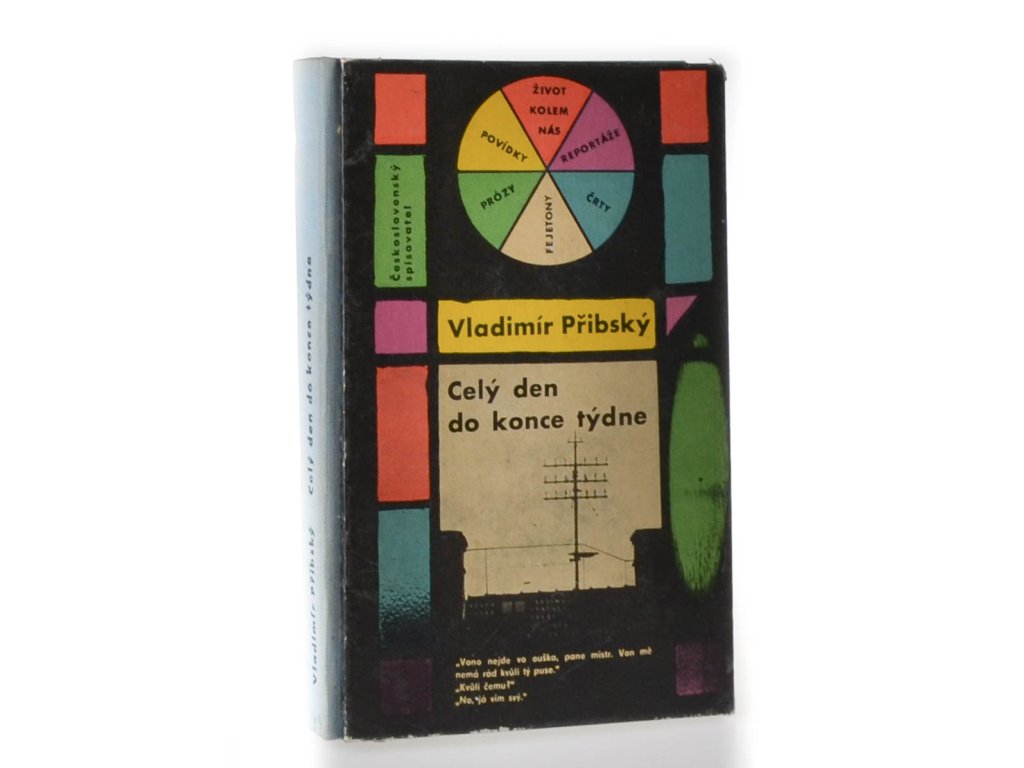 ŽIVOT
KOLEM
NÁS
POVÍDKY
REPORTÁŽE
PRÓZY
ČRTY
FEJETONY
Československý
spisovatel
Vladimír Přibský
Celý den
do konce týdne
„Vono nejde vo ouško, pane mistr. Von mě
nemá rád kvůli tý puse."
„Kvůli čemu?"
„No, já vim svý."
Vladimír Přibský Celý den do konce týdne